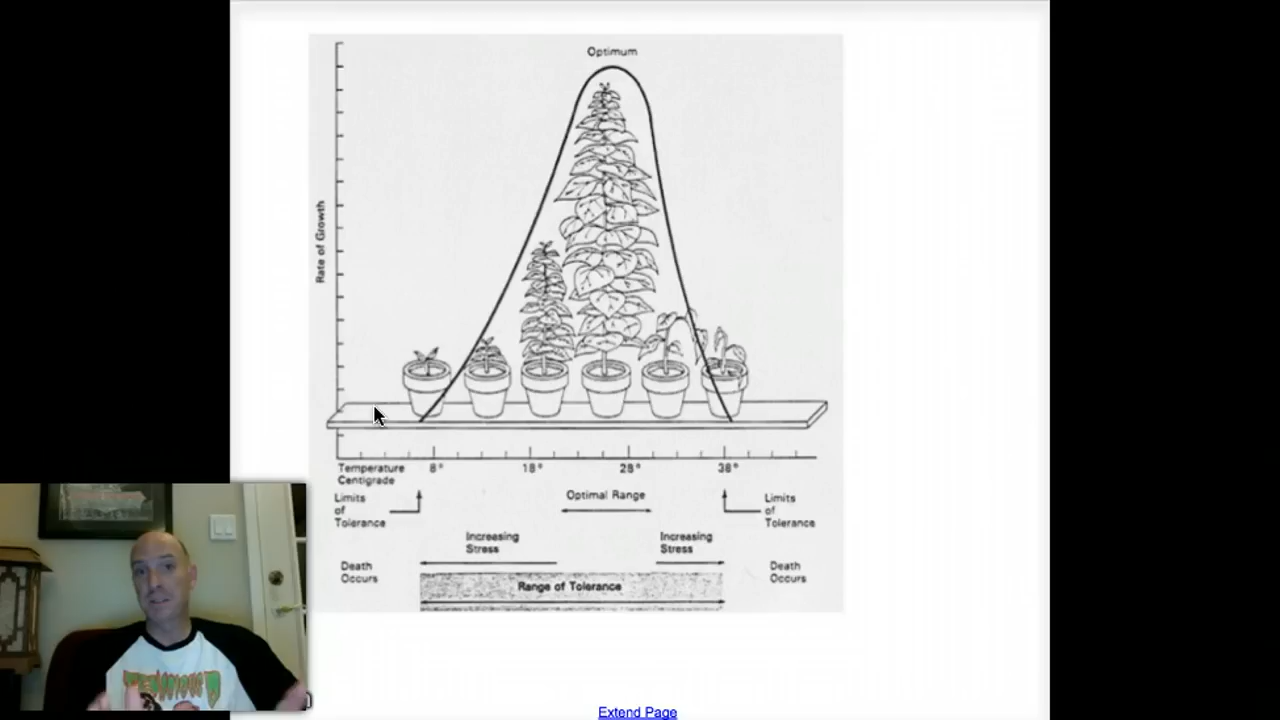 Optimum
Rate of Growth
Temperature
Centigrade
8°
18°
28°
38°
Limits
of
Tolerance
Optimal Range
Limits
of
Tolerance
Increasing
Stress
Increasing
Stress
Death
Occurs
Death
Occurs
Range of Tolerance
Extend Page